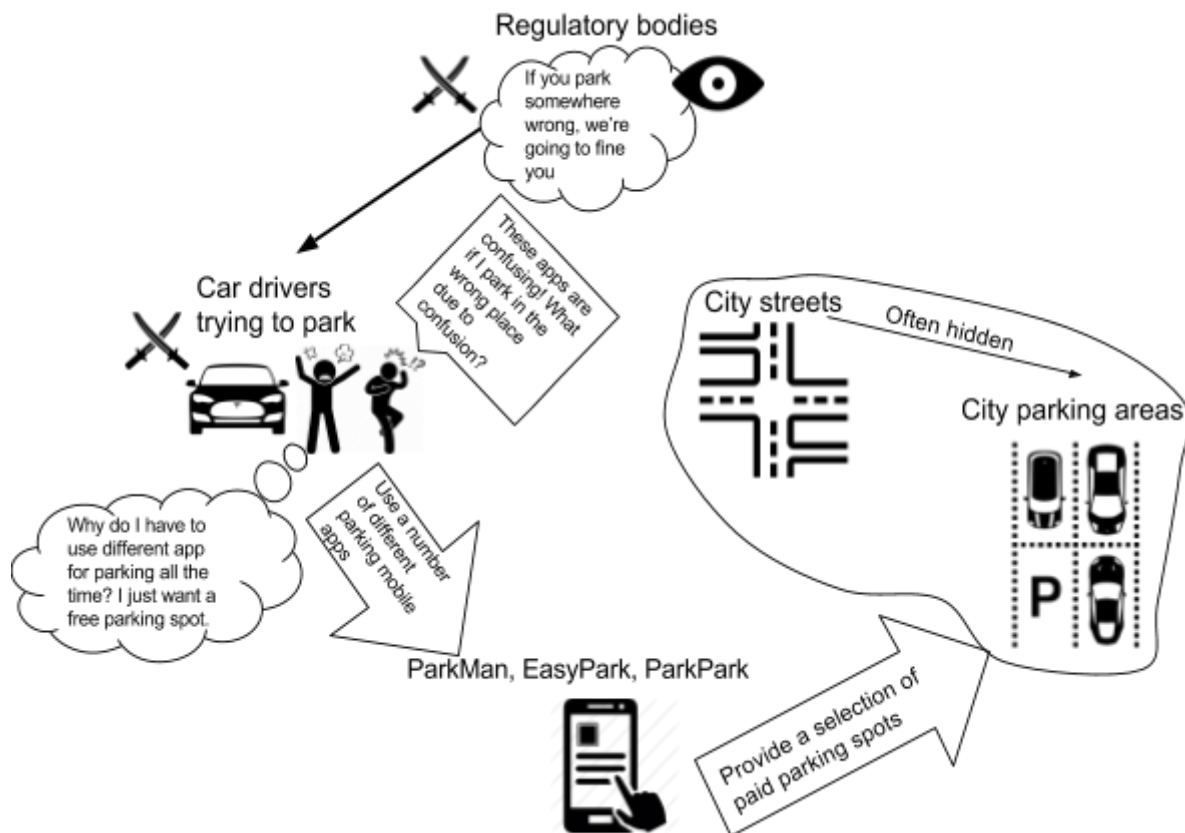 Regulatory bodies
If you park
somewhere
wrong, we're
going to fine
you
These apps are
confusing! What
if I park in the
wrong place
due to
confusion?
Car drivers
trying to park
!?
Why do I have to
use different app
for parking all the
time? I just want a
free parking spot.
Use a number
of different
parking mobile
apps
City streets
Often hidden
City parking areas
P
ParkMan, EasyPark, ParkPark
Provide a selection of
paid parking spots